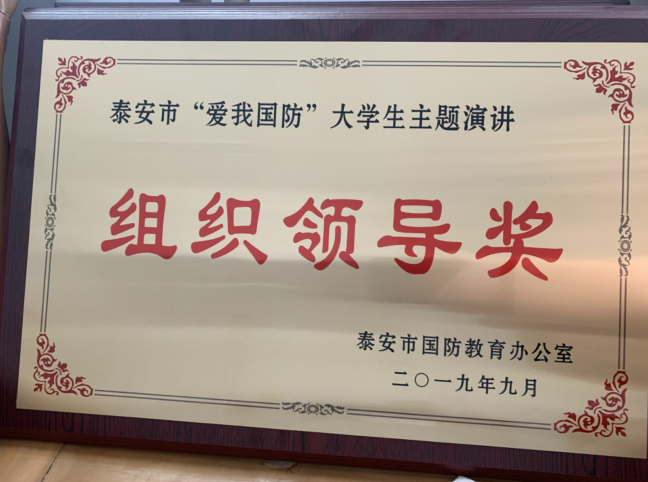 泰安市“爱我国防”大学生主题演讲
组织领导奖
泰安市国防教育办公室
二〇一九年九月